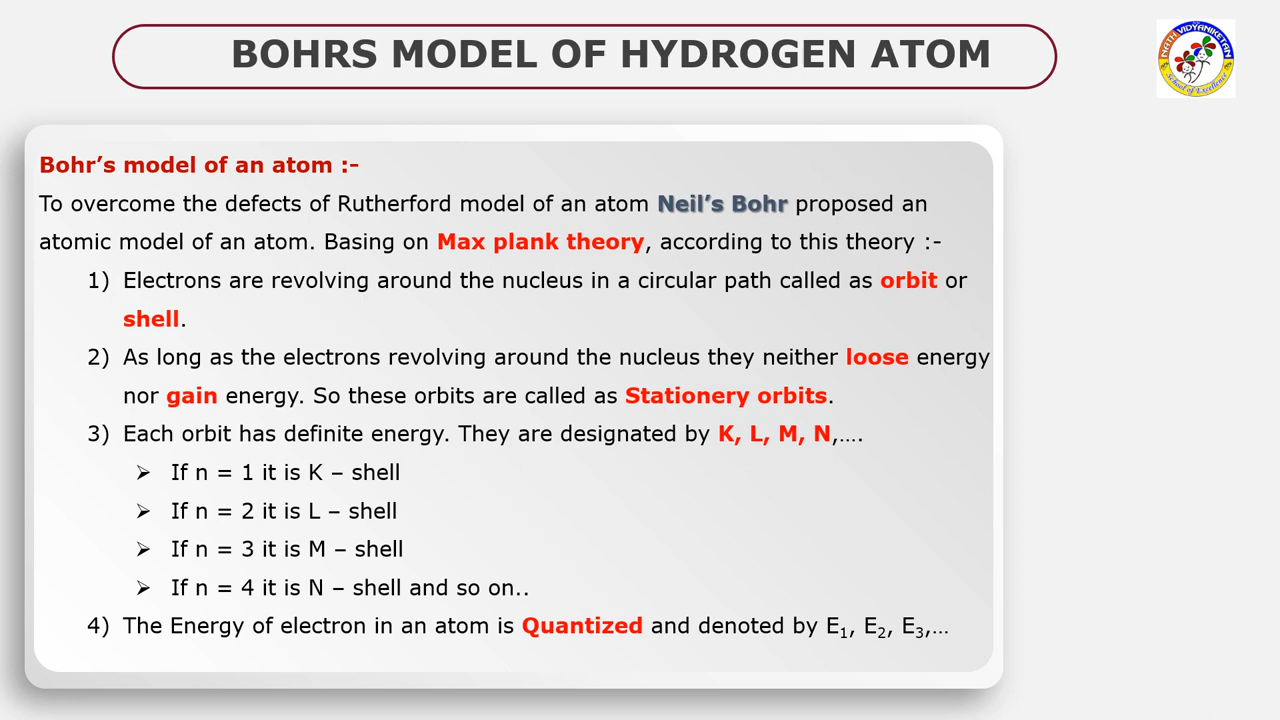 BOHRS MODEL OF HYDROGEN ATOM
NATH VIDYANIKETAN
School of Excellence
Bohr’s model of an atom :-
To overcome the defects of Rutherford model of an atom Neil’s Bohr proposed an
atomic model of an atom. Basing on Max plank theory, according to this theory :-
1) Electrons are revolving around the nucleus in a circular path called as orbit or
shell.
2) As long as the electrons revolving around the nucleus they neither loose energy
nor gain energy. So these orbits are called as Stationery orbits.
3) Each orbit has definite energy. They are designated by K, L, M, N,….
➢ If n = 1 it is K – shell
➢ If n = 2 it is L – shell
➢ If n = 3 it is M – shell
➢ If n = 4 it is N – shell and so on..
4) The Energy of electron in an atom is Quantized and denoted by E₁, E₂, E₃,…